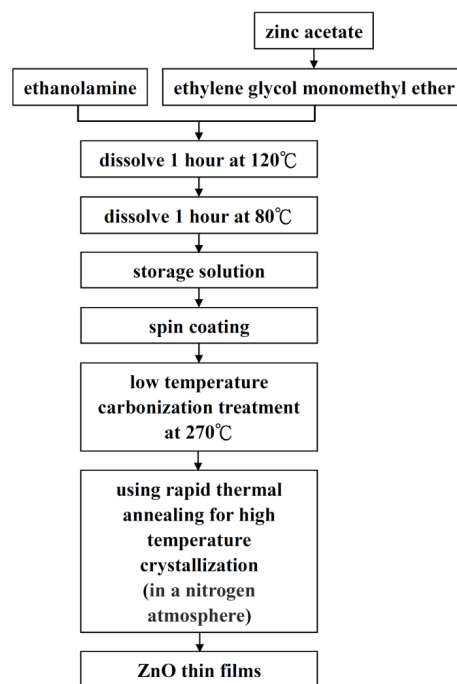 zinc acetate
ethanolamine
ethylene glycol monomethyl ether
dissolve 1 hour at 120℃
dissolve 1 hour at 80℃
storage solution
spin coating
low temperature
carbonization treatment
at 270℃
using rapid thermal
annealing for high
temperature
crystallization
(in a nitrogen
atmosphere)
ZnO thin films